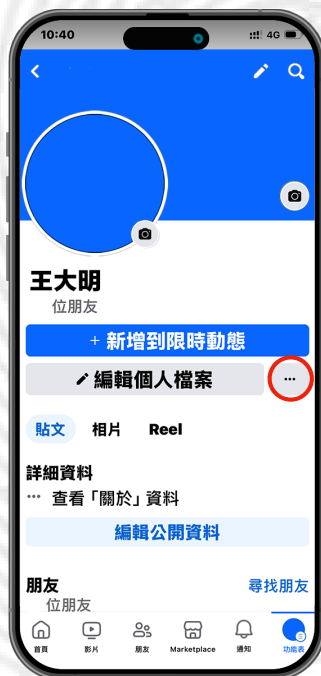 10:40
4G
王大明
位朋友
+ 新增到限時動態
編輯個人檔案
貼文 相片 Reel
詳細資料
··· 查看「關於」資料
編輯公開資料
朋友 尋找朋友
位朋友
首頁 影片 朋友 Marketplace 通知 功能表